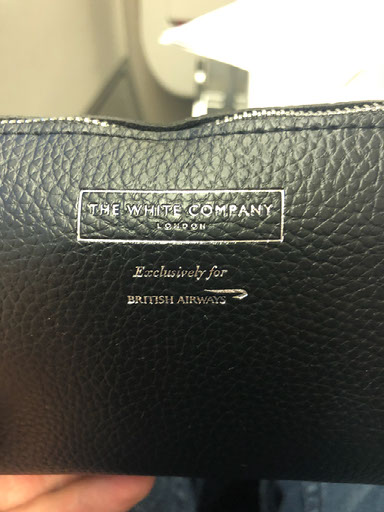 THE WHITE COMPANY
LONDON
Exclusively for
BRITISH AIRWAYS